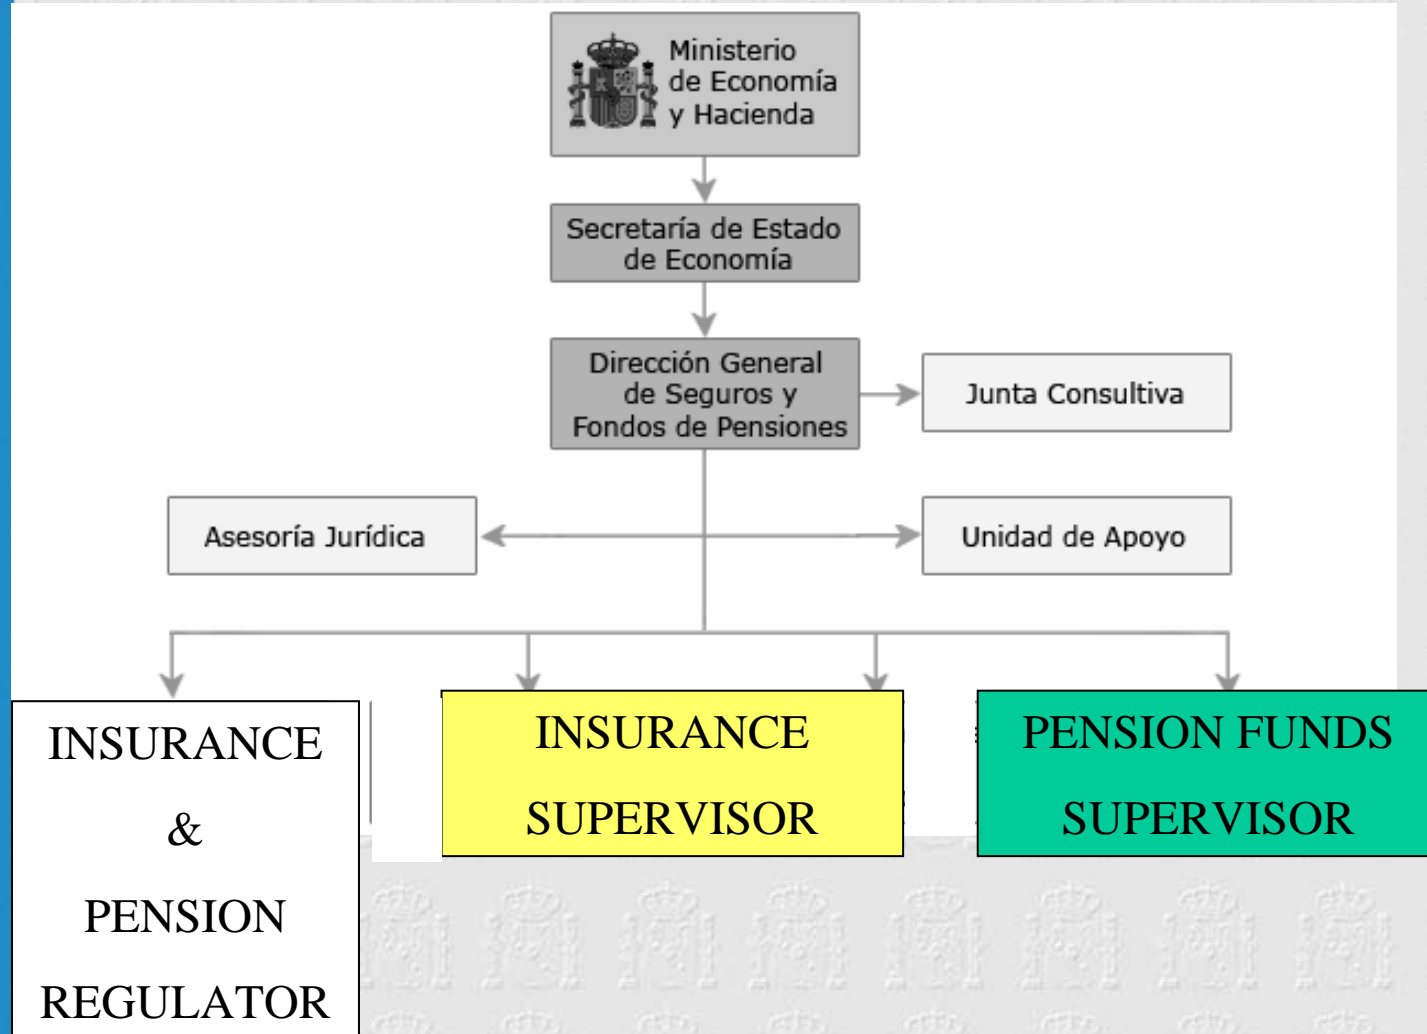 Ministerio
de Economía
y Hacienda
Secretaría de Estado
de Economía
Dirección General
de Seguros y
Fondos de Pensiones
Junta Consultiva
Asesoría Jurídica
Unidad de Apoyo
INSURANCE
&
PENSION
REGULATOR
INSURANCE
SUPERVISOR
PENSION FUNDS
SUPERVISOR